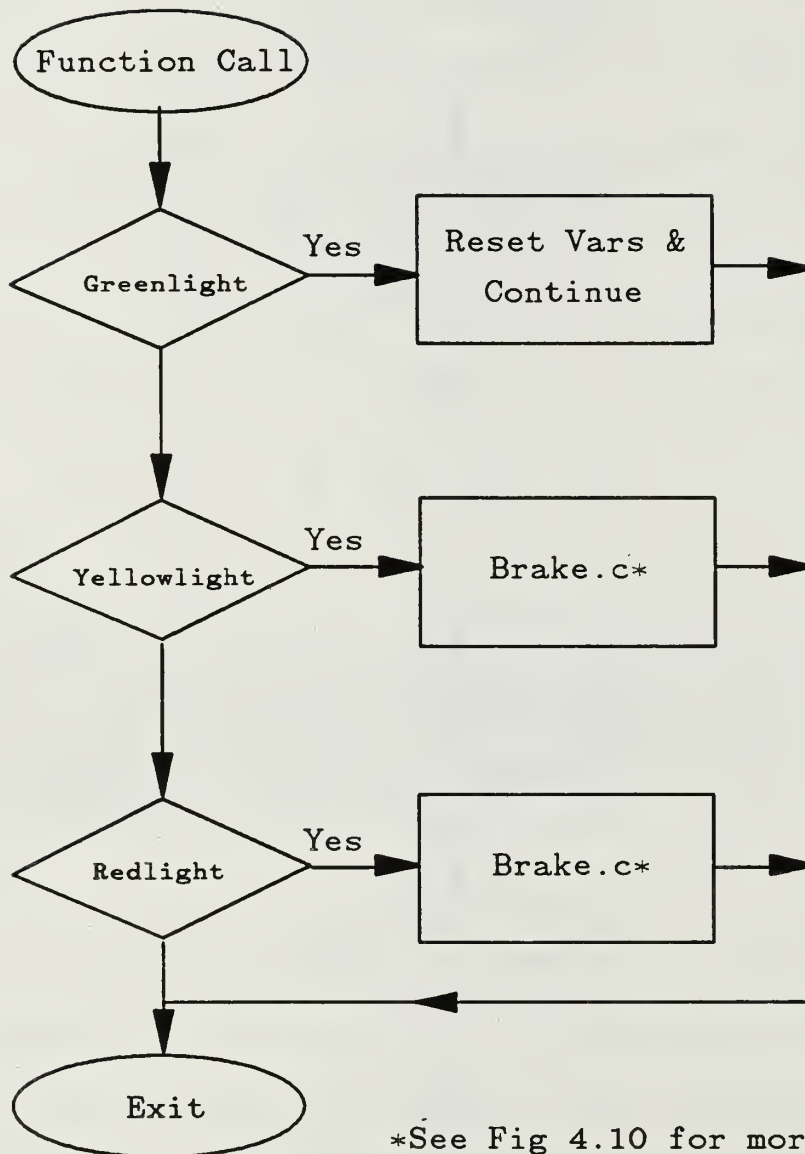 Function Call
Greenlight
Yes
Reset Vars &
Continue
Yellowlight
Yes
Brake.c*
Redlight
Yes
Brake.c*
Exit
*See Fig 4.10 for